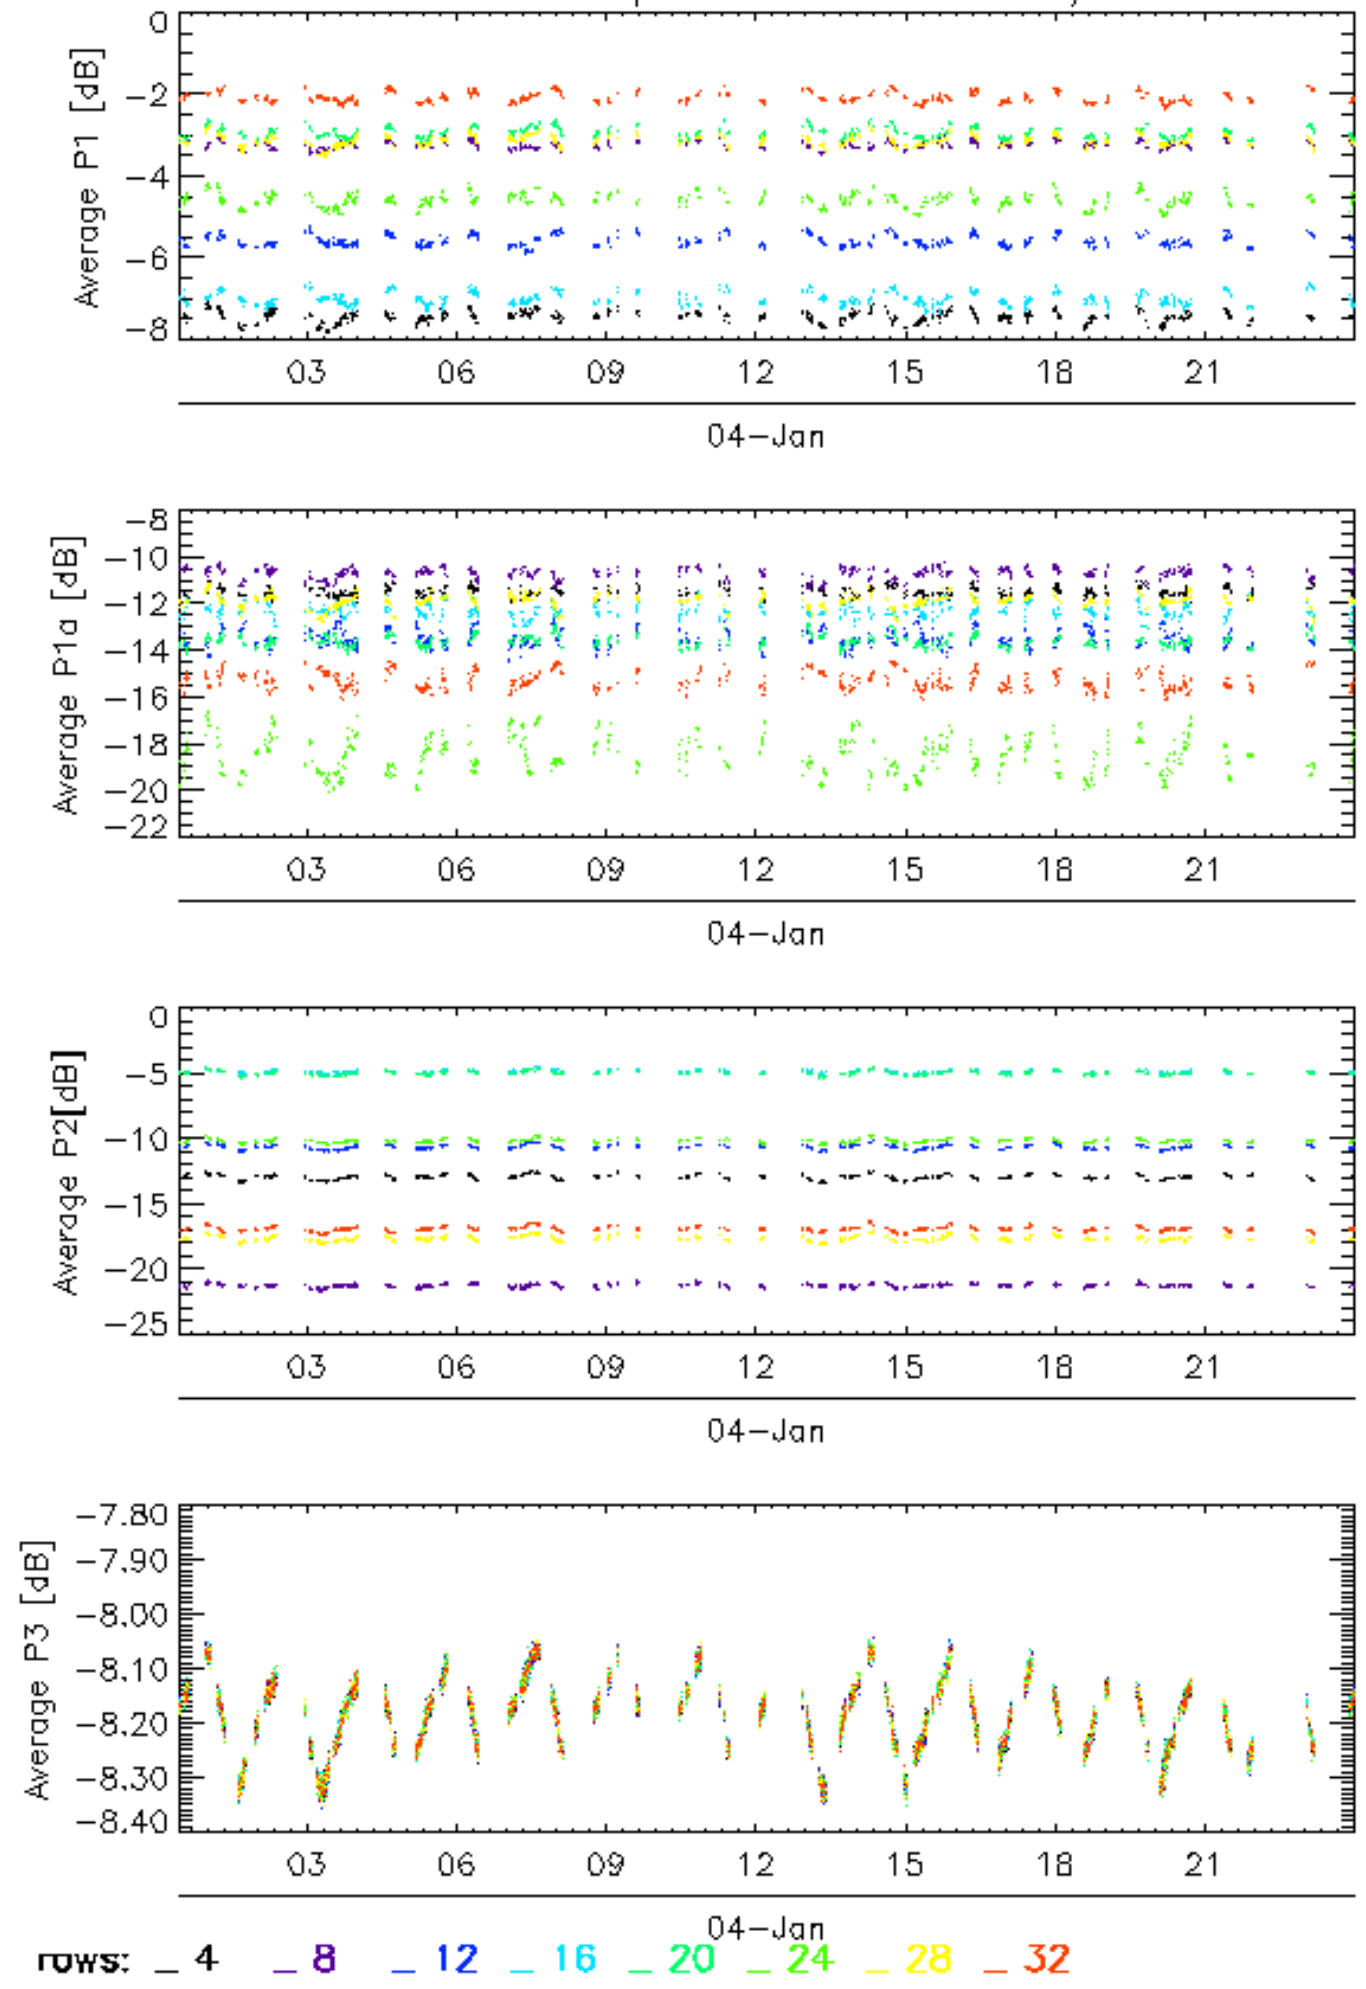 Average P1 [dB]
0
−2
−4
−6
−8
03 06 09 12 15 18 21
04−Jan
Average P1a [dB]
−8
−10
−12
−14
−16
−18
−20
−22
03 06 09 12 15 18 21
04−Jan
Average P2[dB]
0
−5
−10
−15
−20
−25
03 06 09 12 15 18 21
04−Jan
Average P3 [dB]
−7.80
−7.90
−8.00
−8.10
−8.20
−8.30
−8.40
03 06 09 12 15 18 21
04−Jan
rows: _ 4 _ 8 _ 12 _ 16 _ 20 _ 24 _ 28 _ 32